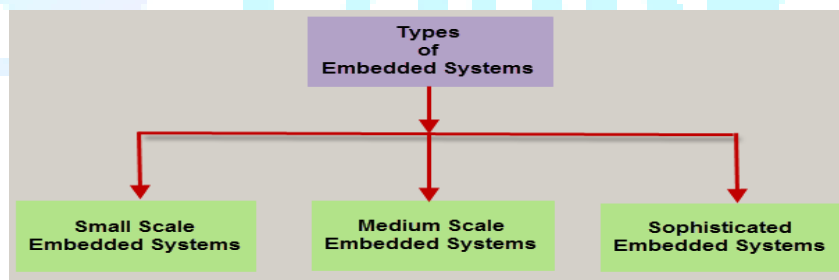 Types
of
Embedded Systems
Small Scale
Embedded Systems
Medium Scale
Embedded Systems
Sophisticated
Embedded Systems